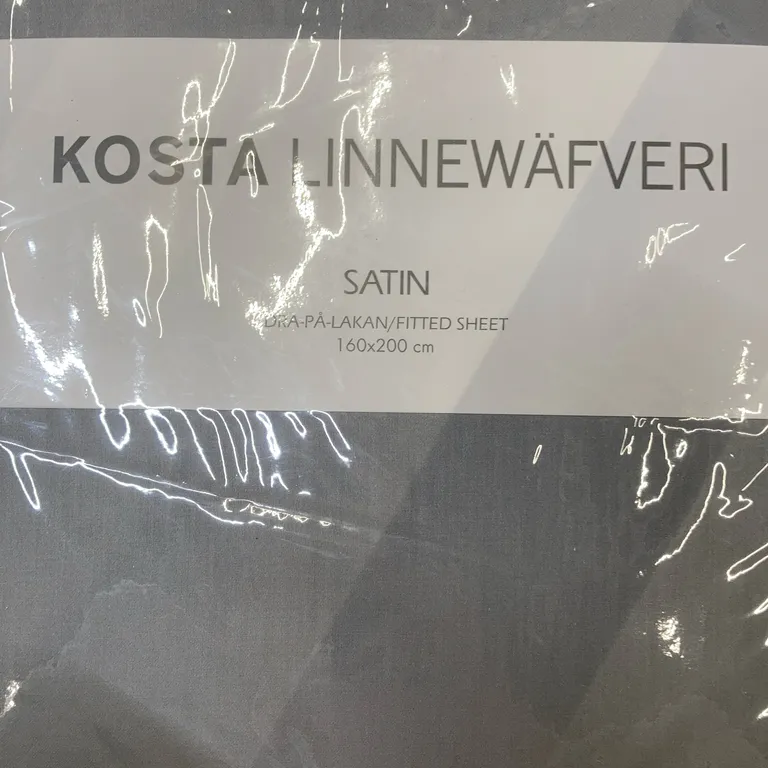 KOSTA LINNEWÄFVERI
SATIN
DRA-PÅ-LAKAN/FITTED SHEET
160x200 cm